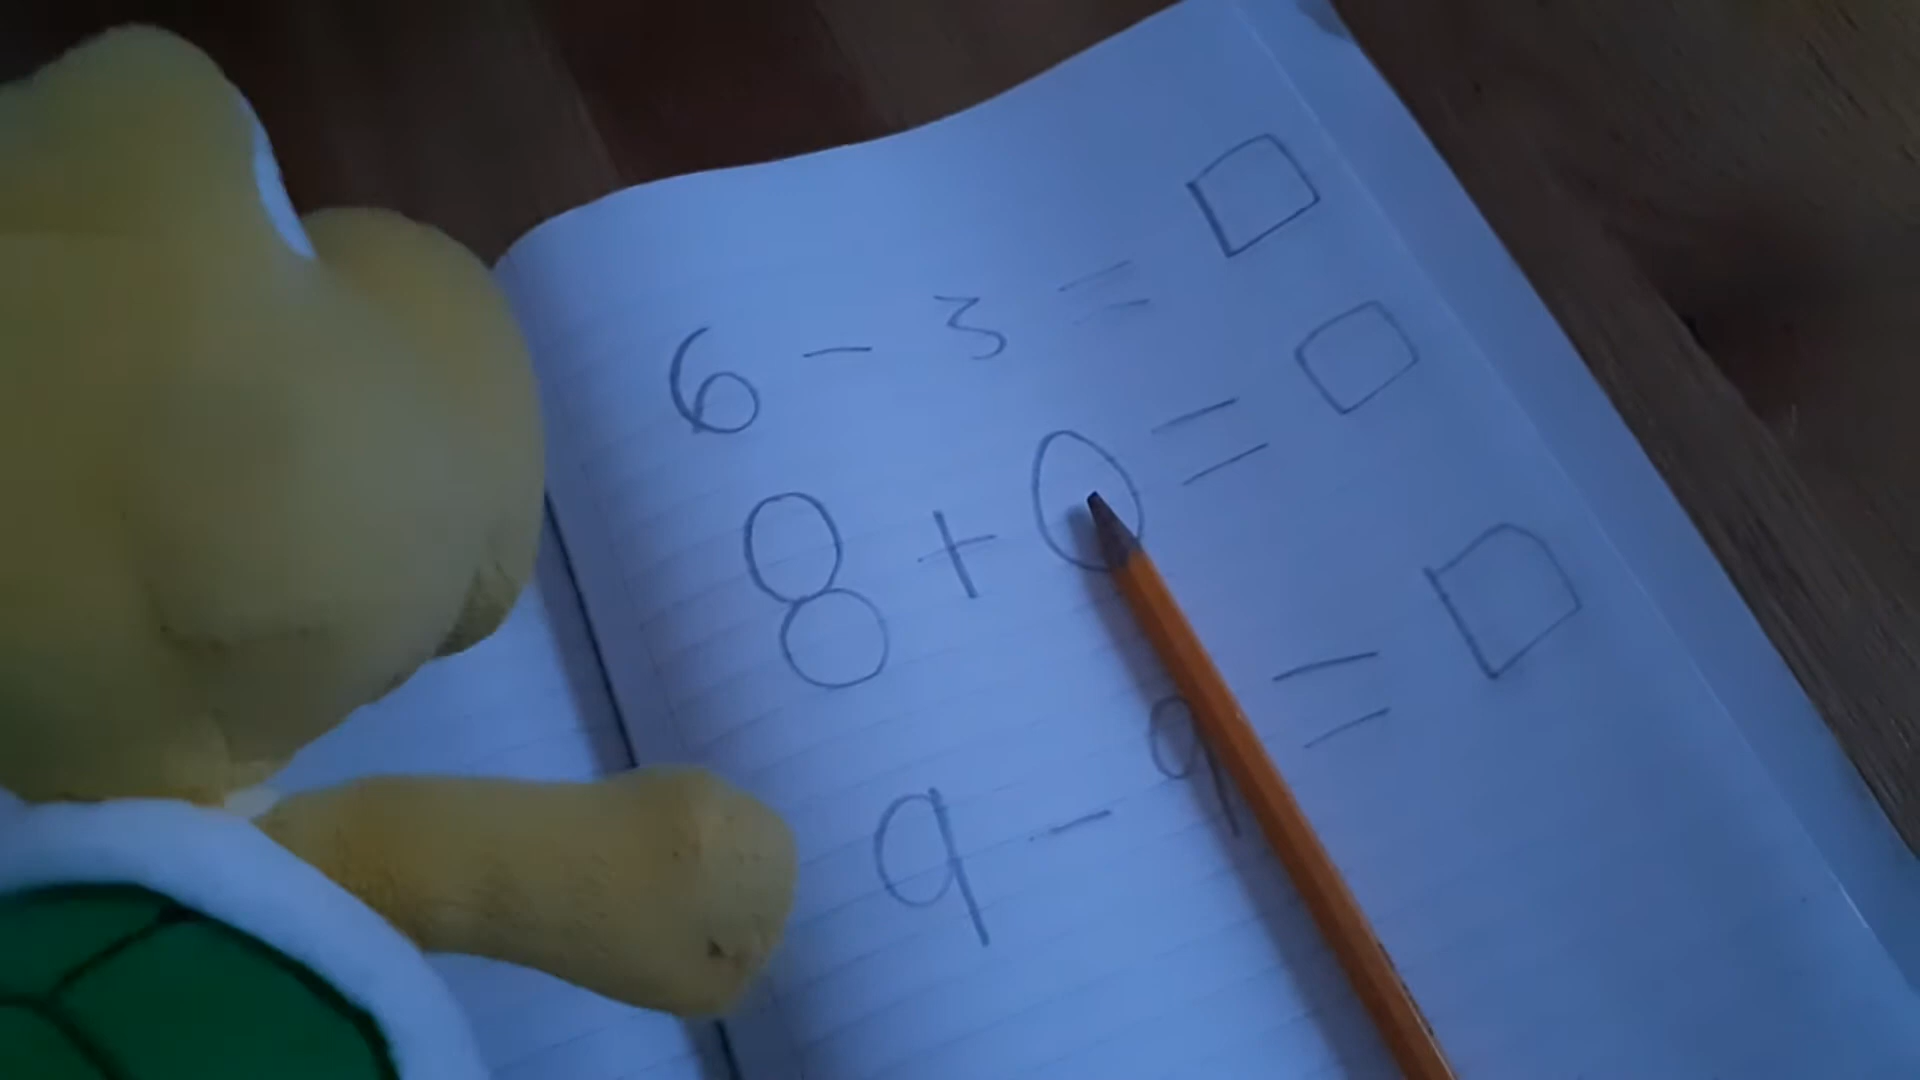 6 - 3 = □
8 + 0 = □
9 - 9 = □